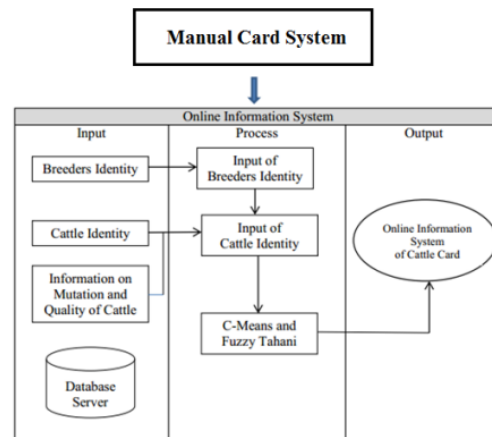 Manual Card System
Online Information System
Input
Process
Output
Breeders Identity
Input of
Breeders Identity
Cattle Identity
Input of
Cattle Identity
Online Information
System
of Cattle Card
Information on
Mutation and
Quality of Cattle
C-Means and
Fuzzy Tahani
Database
Server